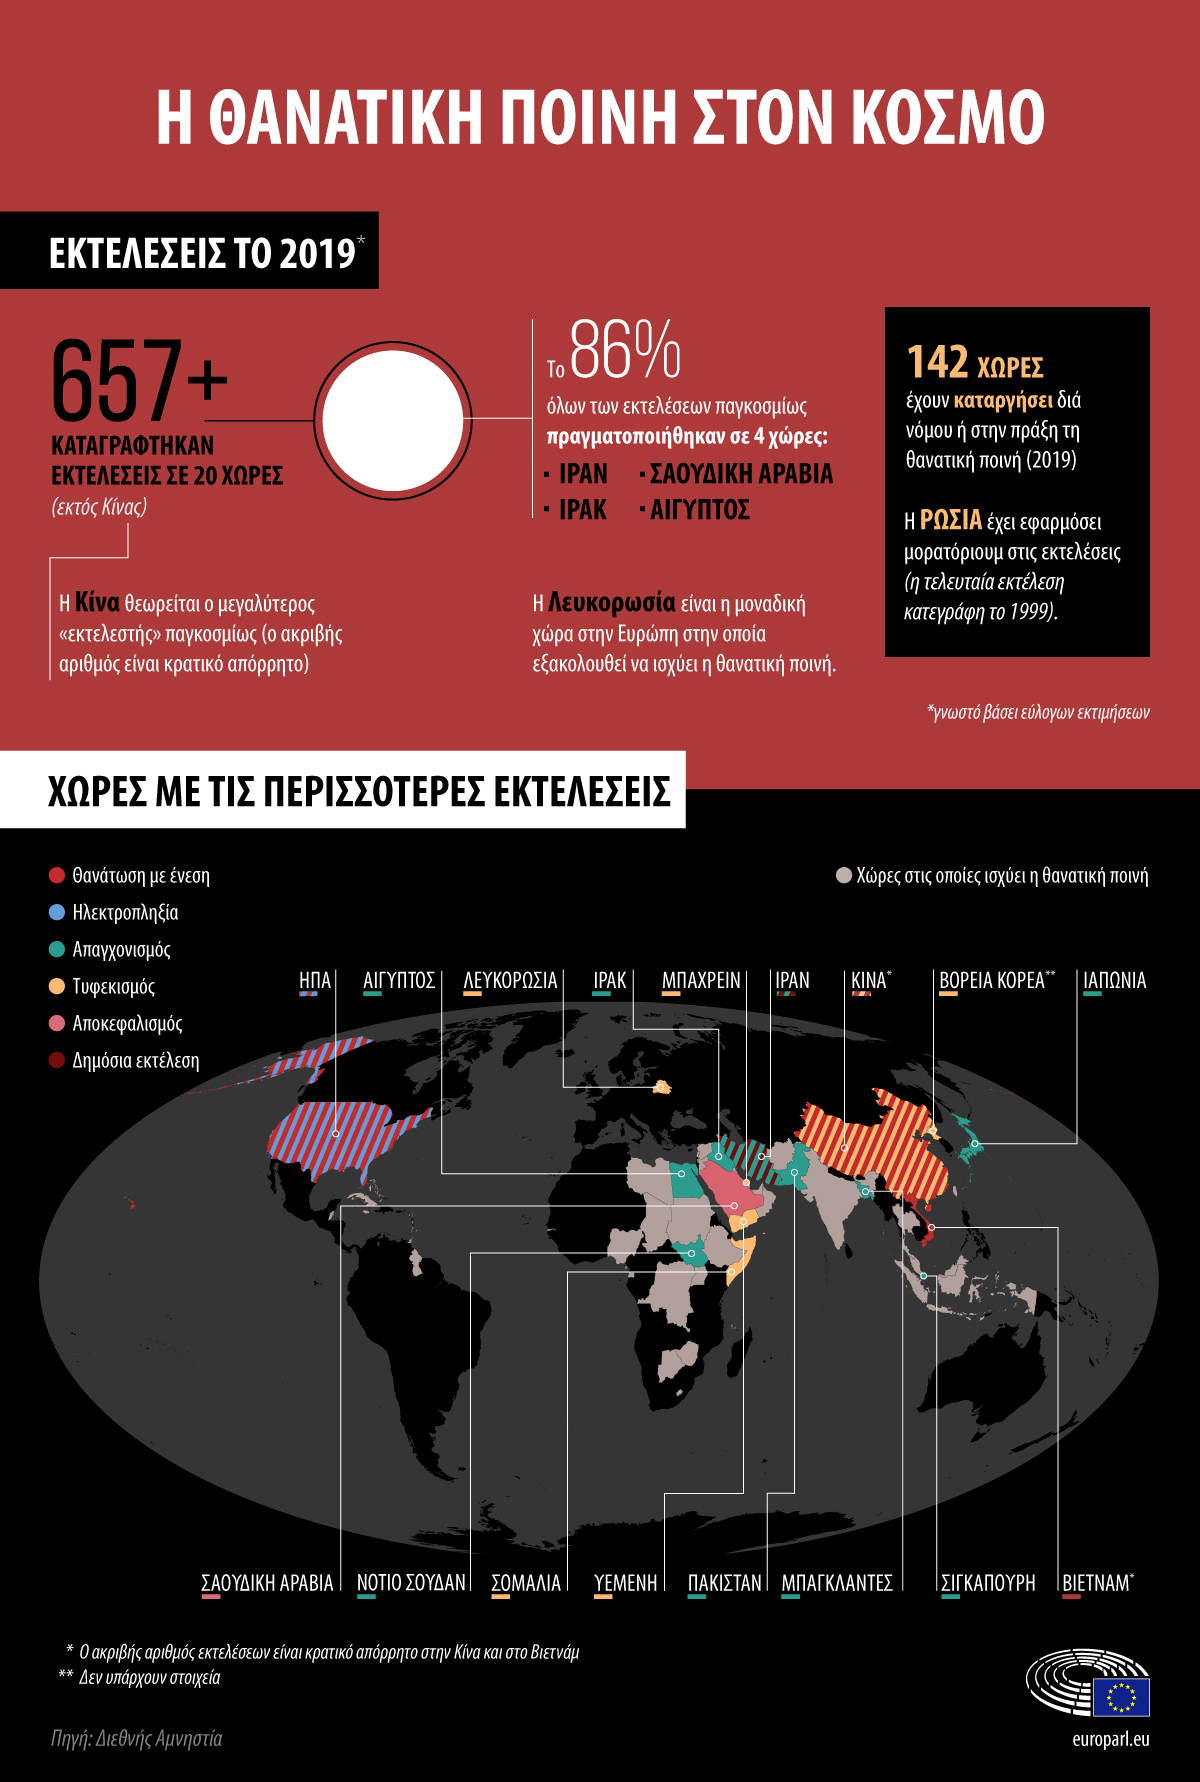 Η ΘΑΝΑΤΙΚΗ ΠΟΙΝΗ ΣΤΟΝ ΚΟΣΜΟ
ΕΚΤΕΛΕΣΕΙΣ ΤΟ 2019*
657+
ΚΑΤΑΓΡΑΦΤΗΚΑΝ
ΕΚΤΕΛΕΣΕΙΣ ΣΕ 20 ΧΩΡΕΣ
(εκτός Κίνας)
Η Κίνα θεωρείται ο μεγαλύτερος
«εκτελεστής» παγκοσμίως (ο ακριβής
αριθμός είναι κρατικό απόρρητο)
Το 86%
όλων των εκτελέσεων παγκοσμίως
πραγματοποιήθηκαν σε 4 χώρες:
· ΙΡΑΝ · ΣΑΟΥΔΙΚΗ ΑΡΑΒΙΑ
· ΙΡΑΚ · ΑΙΓΥΠΤΟΣ
Η Λευκορωσία είναι η μοναδική
χώρα στην Ευρώπη στην οποία
εξακολουθεί να ισχύει η θανατική ποινή.
142 ΧΩΡΕΣ
έχουν καταργήσει διά
νόμου ή στην πράξη τη
θανατική ποινή (2019)
Η ΡΩΣΙΑ έχει εφαρμόσει
μορατόριουμ στις εκτελέσεις
(η τελευταία εκτέλεση
κατεγράφη το 1999).
*γνωστό βάσει εύλογων εκτιμήσεων
ΧΩΡΕΣ ΜΕ ΤΙΣ ΠΕΡΙΣΣΟΤΕΡΕΣ ΕΚΤΕΛΕΣΕΙΣ
Θανάτωση με ένεση
Ηλεκτροπληξία
Απαγχονισμός
Τυφεκισμός
Αποκεφαλισμός
Δημόσια εκτέλεση
Χώρες στις οποίες ισχύει η θανατική ποινή
ΗΠΑ ΑΙΓΥΠΤΟΣ ΛΕΥΚΟΡΩΣΙΑ ΙΡΑΚ ΜΠΑΧΡΕΙΝ ΙΡΑΝ ΚΙΝΑ* ΒΟΡΕΙΑ ΚΟΡΕΑ** ΙΑΠΩΝΙΑ
ΣΑΟΥΔΙΚΗ ΑΡΑΒΙΑ ΝΟΤΙΟ ΣΟΥΔΑΝ ΣΟΜΑΛΙΑ ΥΕΜΕΝΗ ΠΑΚΙΣΤΑΝ ΜΠΑΓΚΛΑΝΤΕΣ ΣΙΓΚΑΠΟΥΡΗ ΒΙΕΤΝΑΜ*
* Ο ακριβής αριθμός εκτελέσεων είναι κρατικό απόρρητο στην Κίνα και στο Βιετνάμ
** Δεν υπάρχουν στοιχεία
Πηγή: Διεθνής Αμνηστία
europarl.eu